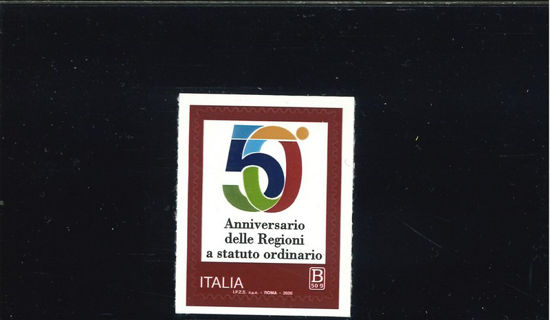 50°
Anniversario
delle Regioni
a statuto ordinario
ITALIA
B
50 g
I.P.Z.S. S.p.A. - ROMA - 2020